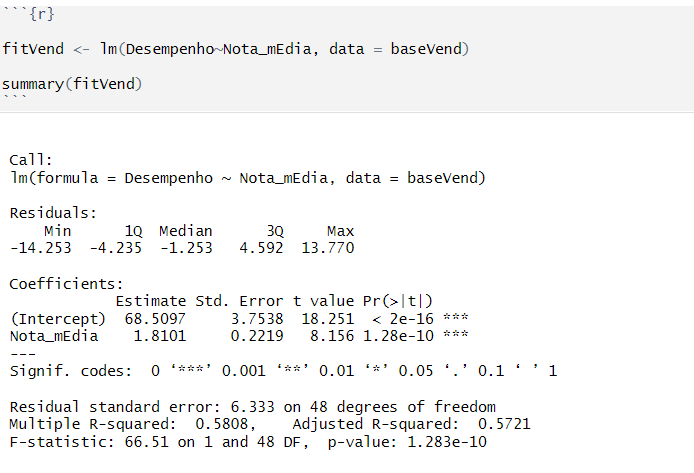 ```{r}
fitVend <- lm(Desempenho~Nota_mEdia, data = baseVend)
summary(fitVend)
```
Call:
lm(formula = Desempenho ~ Nota_mEdia, data = baseVend)
Residuals:
    Min      1Q  Median      3Q     Max
-14.253  -4.235  -1.253   4.592  13.770
Coefficients:
            Estimate Std. Error t value Pr(>|t|)
(Intercept)  68.5097     3.7538  18.251  < 2e-16 ***
Nota_mEdia    1.8101     0.2219   8.156 1.28e-10 ***
---
Signif. codes:  0 ‘***’ 0.001 ‘**’ 0.01 ‘*’ 0.05 ‘.’ 0.1 ‘ ’ 1
Residual standard error: 6.333 on 48 degrees of freedom
Multiple R-squared:  0.5808,	Adjusted R-squared:  0.5721
F-statistic: 66.51 on 1 and 48 DF,  p-value: 1.283e-10